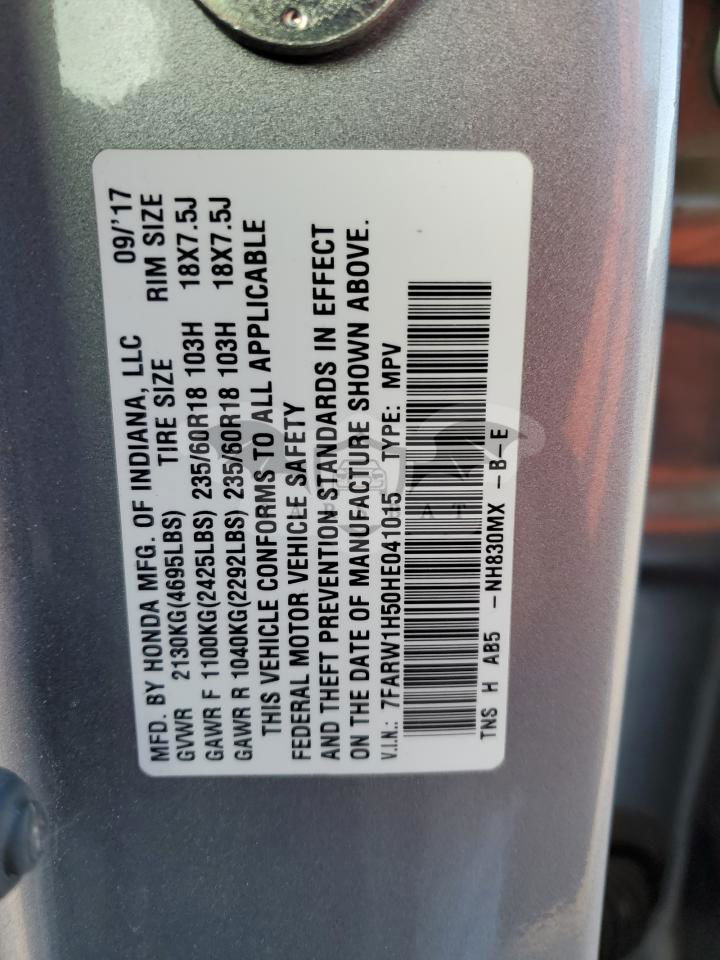 MFD. BY HONDA MFG. OF INDIANA, LLC 09/'17
GVWR 2130KG(4695LBS) TIRE SIZE RIM SIZE
GAWR F 1100KG(2425LBS) 235/60R18 103H 18X7.5J
GAWR R 1040KG(2292LBS) 235/60R18 103H 18X7.5J
THIS VEHICLE CONFORMS TO ALL APPLICABLE
FEDERAL MOTOR VEHICLE SAFETY
AND THEFT PREVENTION STANDARDS IN EFFECT
ON THE DATE OF MANUFACTURE SHOWN ABOVE.
V.I.N.: 7FARW1H50HE041015 TYPE: MPV
TNS H AB5 -NH830MX -B-E